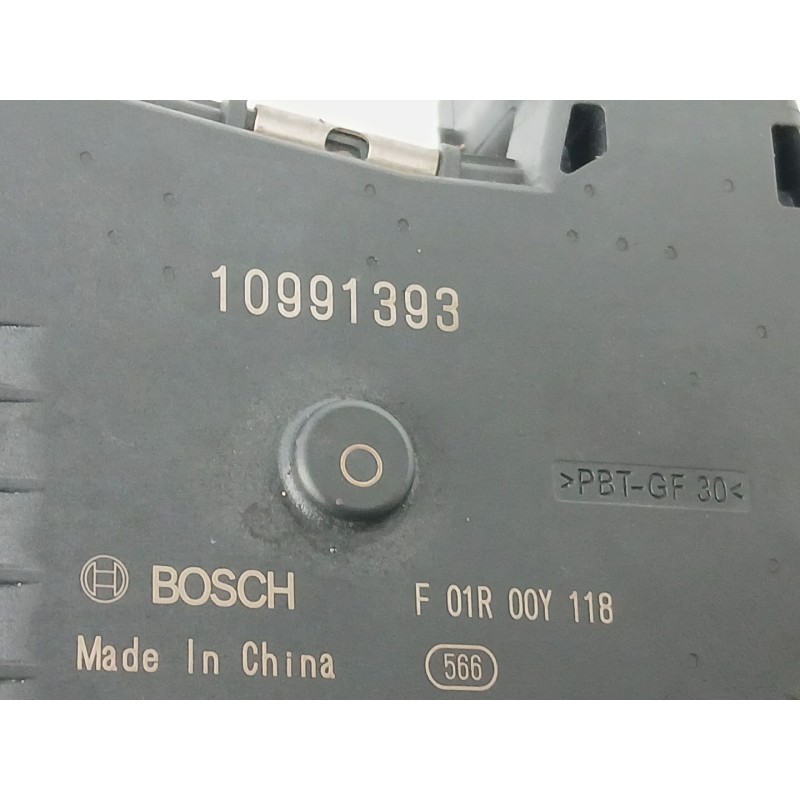 10991393
>PBT-GF 30<
BOSCH F 01R 00Y 118
Made In China 566